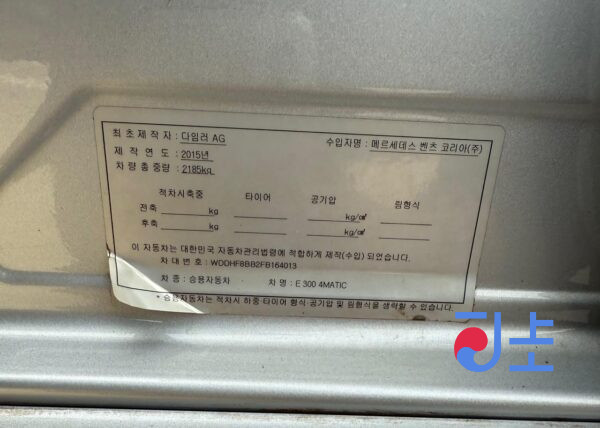 최초제작자 : 다임러 AG 수입자명 : 메르세데스 벤츠 코리아(주)
제 작 연 도 : 2015년
차 량 총 중 량 : 2185kg
적차시축중 타이어 공기압 림형식
전축 kg kg/㎠
후축 kg kg/㎠
이 자동차는 대한민국 자동차관리법령에 적합하게 제작(수입) 되었습니다.
차 대 번 호 : WDDHF8BB2FB164013
차 종 : 승용자동차 차 명 : E 300 4MATIC
* 승용자동차는 적차시 하중·타이어 형식 공기압 및 림형식을 생략할 수 있습니다.